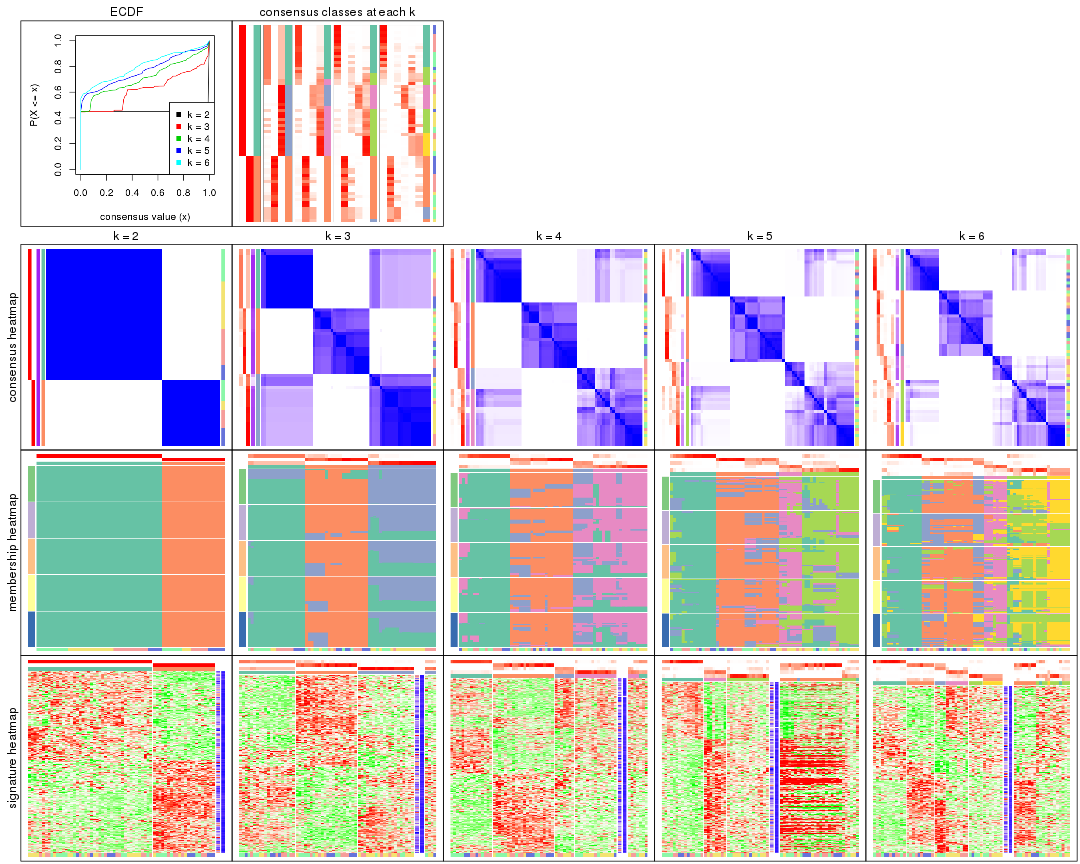 ECDF
consensus classes at each k
P(X <= x)
0.0 0.2 0.4 0.6 0.8 1.0
k = 2
k = 3
k = 4
k = 5
k = 6
0.0 0.2 0.4 0.6 0.8 1.0
consensus value (x)
k = 2 k = 3 k = 4 k = 5 k = 6
consensus heatmap
membership heatmap
signature heatmap